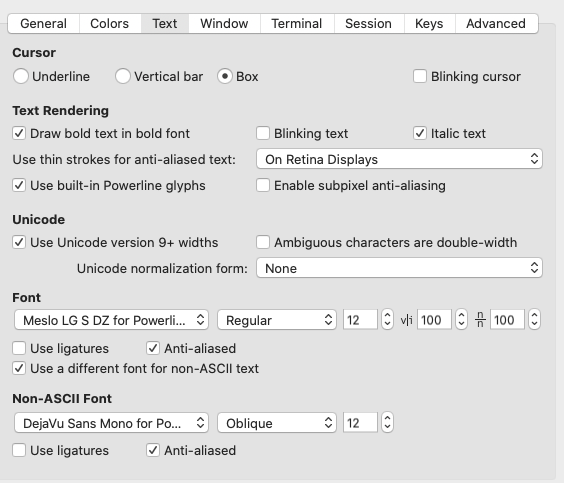 General Colors Text Window Terminal Session Keys Advanced
Cursor
Underline Vertical bar Box Blinking cursor
Text Rendering
Draw bold text in bold font Blinking text Italic text
Use thin strokes for anti-aliased text: On Retina Displays
Use built-in Powerline glyphs Enable subpixel anti-aliasing
Unicode
Use Unicode version 9+ widths Ambiguous characters are double-width
Unicode normalization form: None
Font
Meslo LG S DZ for Powerli... Regular 12 v|i 100 n/n 100
Use ligatures Anti-aliased
Use a different font for non-ASCII text
Non-ASCII Font
DejaVu Sans Mono for Po... Oblique 12
Use ligatures Anti-aliased